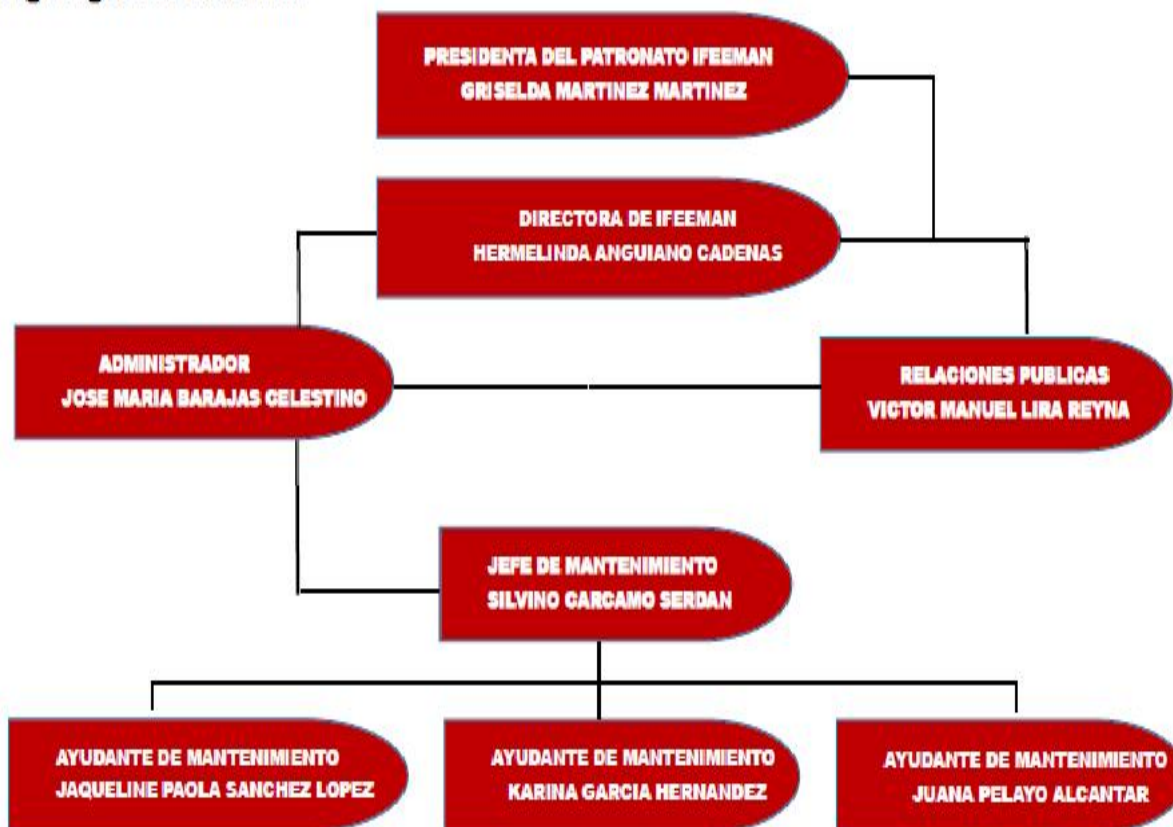 PRESIDENTA DEL PATRONATO IFEEMAN
GRISELDA MARTINEZ MARTINEZ
DIRECTORA DE IFEEMAN
HERMELINDA ANGUIANO CADENAS
ADMINISTRADOR
JOSE MARIA BARAJAS CELESTINO
RELACIONES PUBLICAS
VICTOR MANUEL LIRA REYNA
JEFE DE MANTENIMIENTO
SILVINO CARCAMO SERDAN
AYUDANTE DE MANTENIMIENTO
JAQUELINE PAOLA SANCHEZ LOPEZ
AYUDANTE DE MANTENIMIENTO
KARINA GARCIA HERNANDEZ
AYUDANTE DE MANTENIMIENTO
JUANA PELAYO ALCANTAR